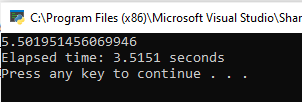 C:\Program Files (x86)\Microsoft Visual Studio\Shar
5.501951456069946
Elapsed time: 3.5151 seconds
Press any key to continue . . .